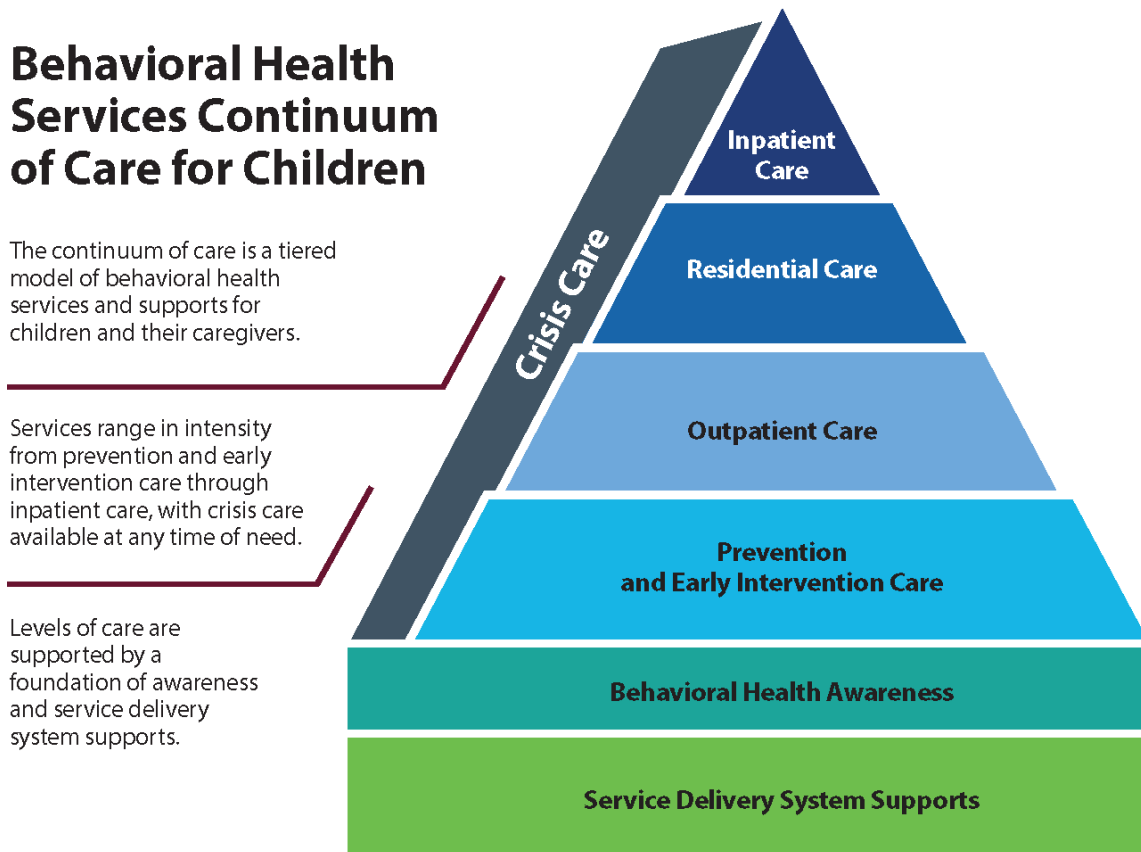 Behavioral Health
Services Continuum
of Care for Children
The continuum of care is a tiered
model of behavioral health
services and supports for
children and their caregivers.
Services range in intensity
from prevention and early
intervention care through
inpatient care, with crisis care
available at any time of need.
Levels of care are
supported by a
foundation of awareness
and service delivery
system supports.
Crisis Care
Inpatient
Care
Residential Care
Outpatient Care
Prevention
and Early Intervention Care
Behavioral Health Awareness
Service Delivery System Supports